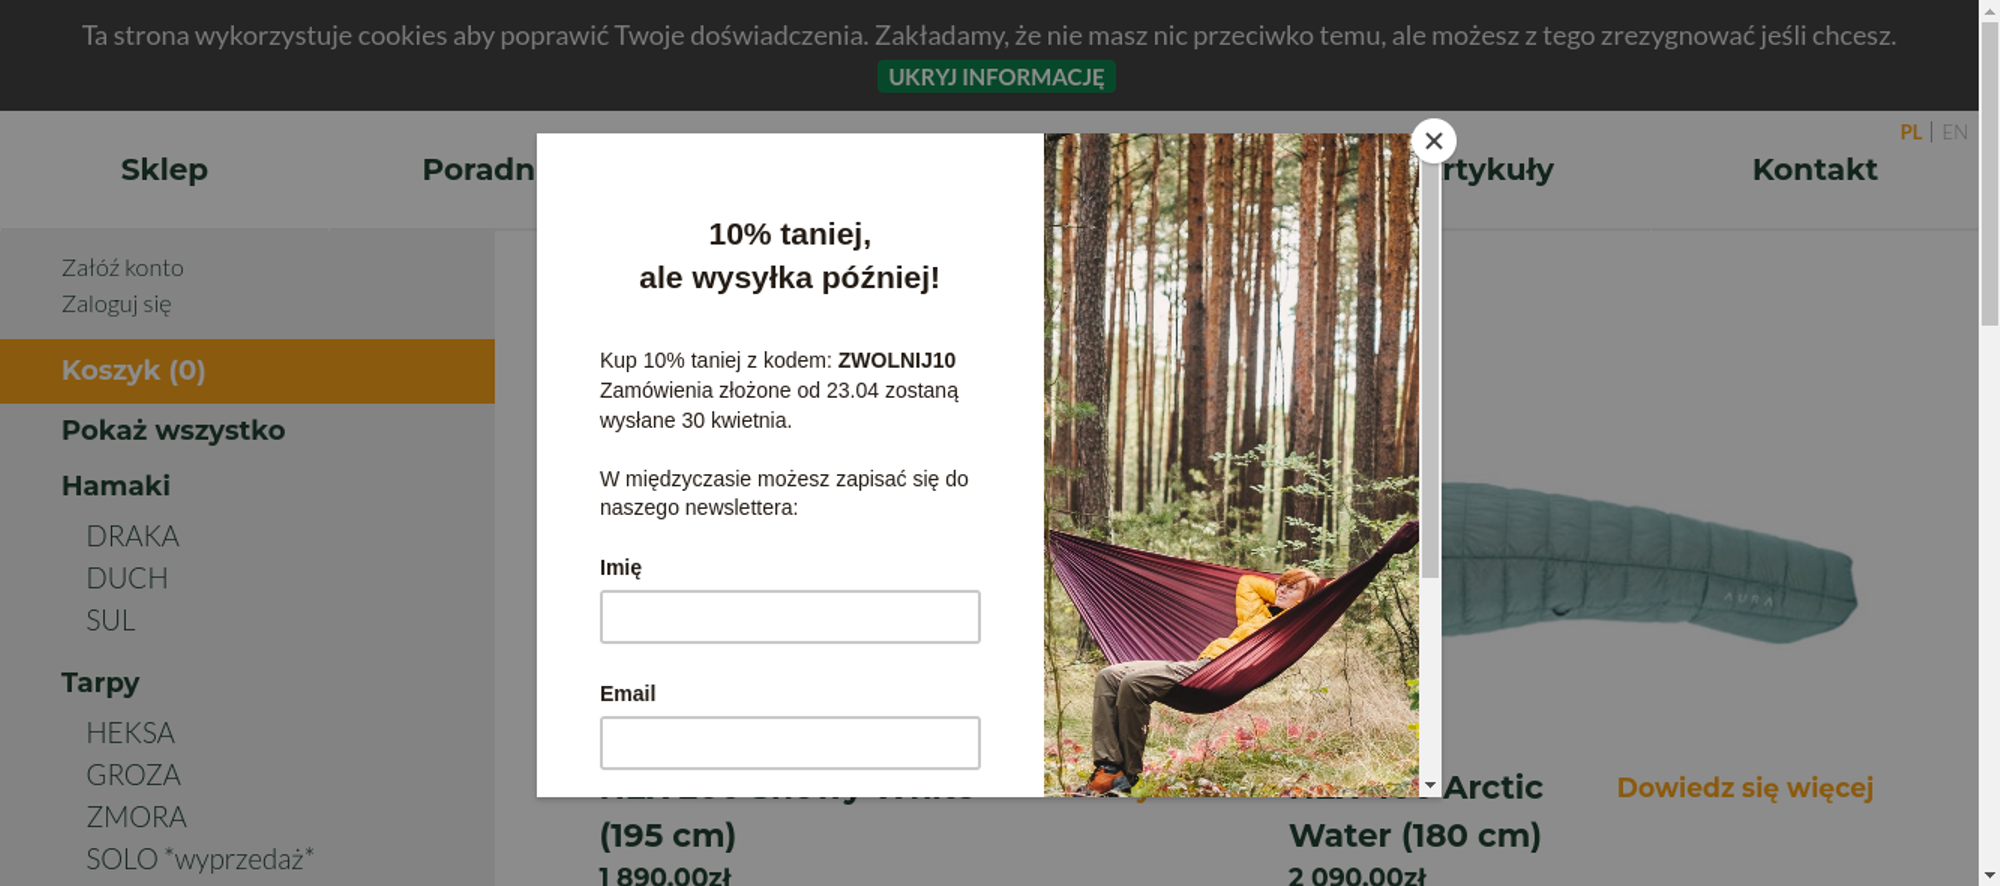 Ta strona wykorzystuje cookies aby poprawić Twoje doświadczenia. Zakładamy, że nie masz nic przeciwko temu, ale możesz z tego zrezygnować jeśli chcesz.
UKRYJ INFORMACJĘ
PL | EN
Sklep
Poradn
rtykuły
Kontakt
Załóż konto
Zaloguj się
Koszyk (0)
Pokaż wszystko
Hamaki
DRAKA
DUCH
SUL
Tarpy
HEKSA
GROZA
ZMORA
SOLO *wyprzedaż*
10% taniej,
ale wysyłka później!
Kup 10% taniej z kodem: ZWOLNIJ10
Zamówienia złożone od 23.04 zostaną
wysłane 30 kwietnia.
W międzyczasie możesz zapisać się do
naszego newslettera:
Imię
Email
AURA
(195 cm)
1 890,00zł
Arctic
Water (180 cm)
2 090,00zł
Dowiedz się więcej